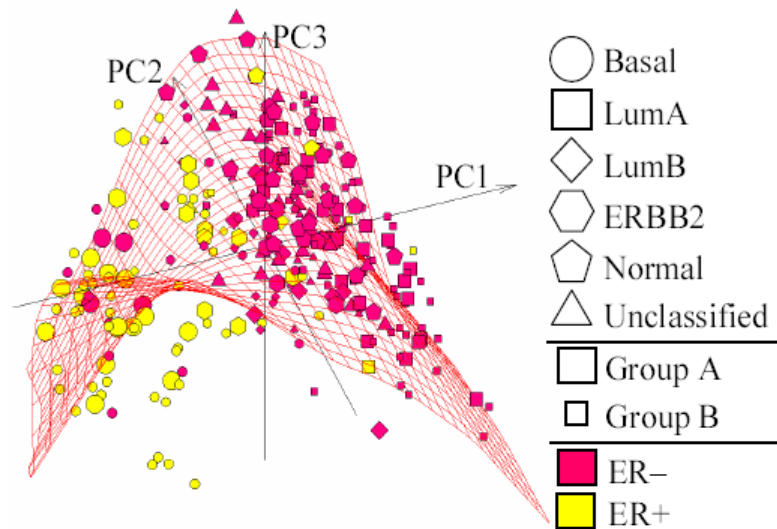 PC3
PC2
PC1
Basal
LumA
LumB
ERBB2
Normal
Unclassified
Group A
Group B
ER–
ER+